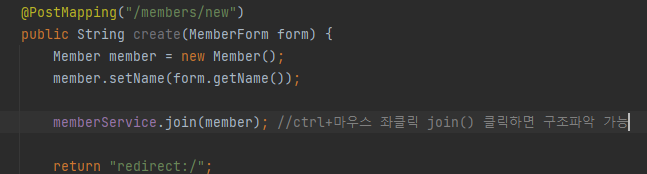 @PostMapping("/members/new")
public String create(MemberForm form) {
Member member = new Member();
member.setName(form.getName());
memberService.join(member); //ctrl+마우스 좌클릭 join() 클릭하면 구조파악 가능
return "redirect:/";